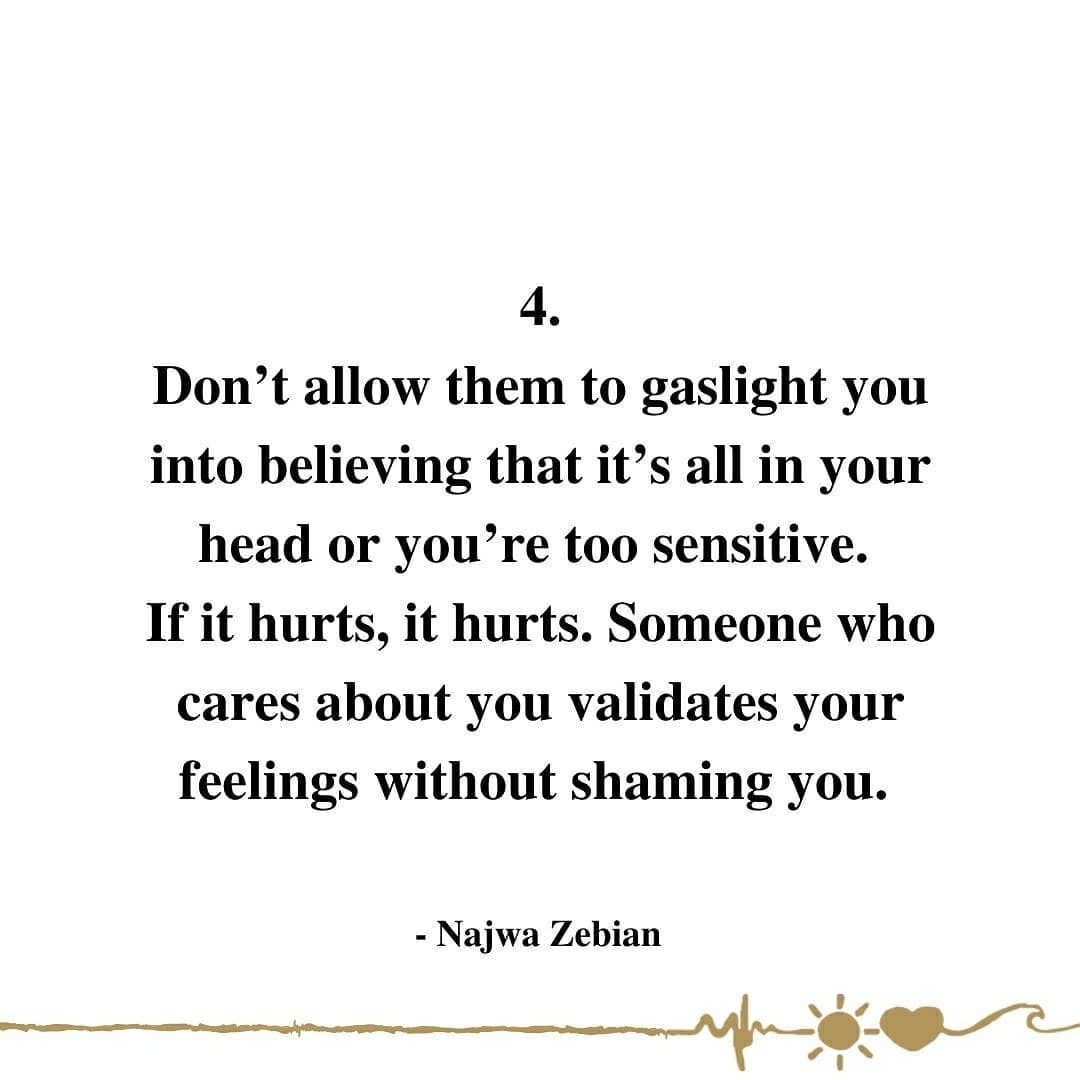 4.
Don’t allow them to gaslight you
into believing that it’s all in your
head or you’re too sensitive.
If it hurts, it hurts. Someone who
cares about you validates your
feelings without shaming you.
- Najwa Zebian